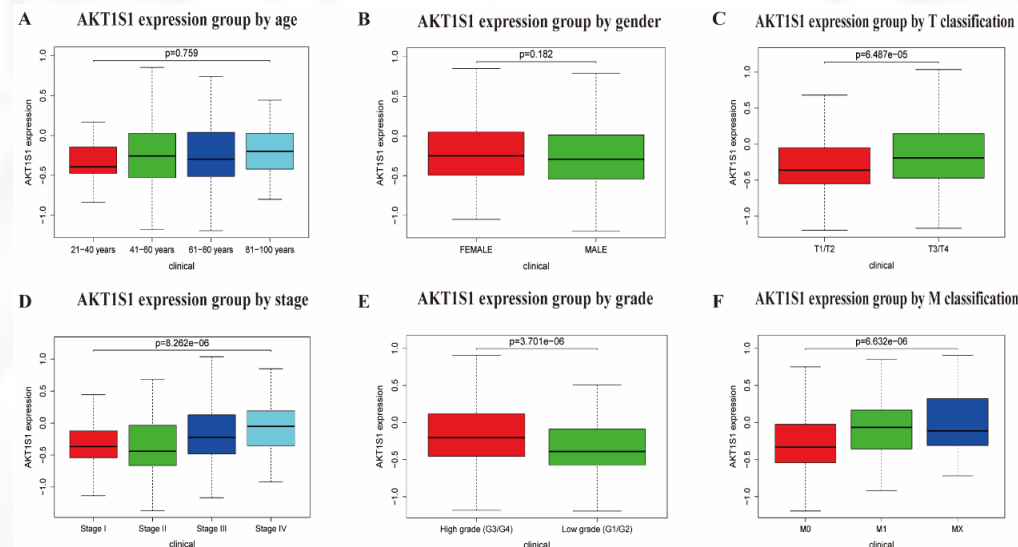 A AKT1S1 expression group by age
p=0.759
AKT1S1 expression
1.0
0.5
0.0
−0.5
−1.0
21−40 years 41−60 years 61−80 years 81−100 years
clinical
B AKT1S1 expression group by gender
p=0.182
AKT1S1 expression
1.0
0.5
0.0
−0.5
−1.0
FEMALE MALE
clinical
C AKT1S1 expression group by T classification
p=6.487e−05
AKT1S1 expression
1.0
0.5
0.0
−0.5
−1.0
T1/T2 T3/T4
clinical
D AKT1S1 expression group by stage
p=8.262e−06
AKT1S1 expression
1.0
0.5
0.0
−0.5
−1.0
Stage I Stage II Stage III Stage IV
clinical
E AKT1S1 expression group by grade
p=3.701e−06
AKT1S1 expression
1.0
0.5
0.0
−0.5
−1.0
High grade (G3/G4) Low grade (G1/G2)
clinical
F AKT1S1 expression group by M classification
p=6.632e−06
AKT1S1 expression
1.0
0.5
0.0
−0.5
−1.0
M0 M1 MX
clinical